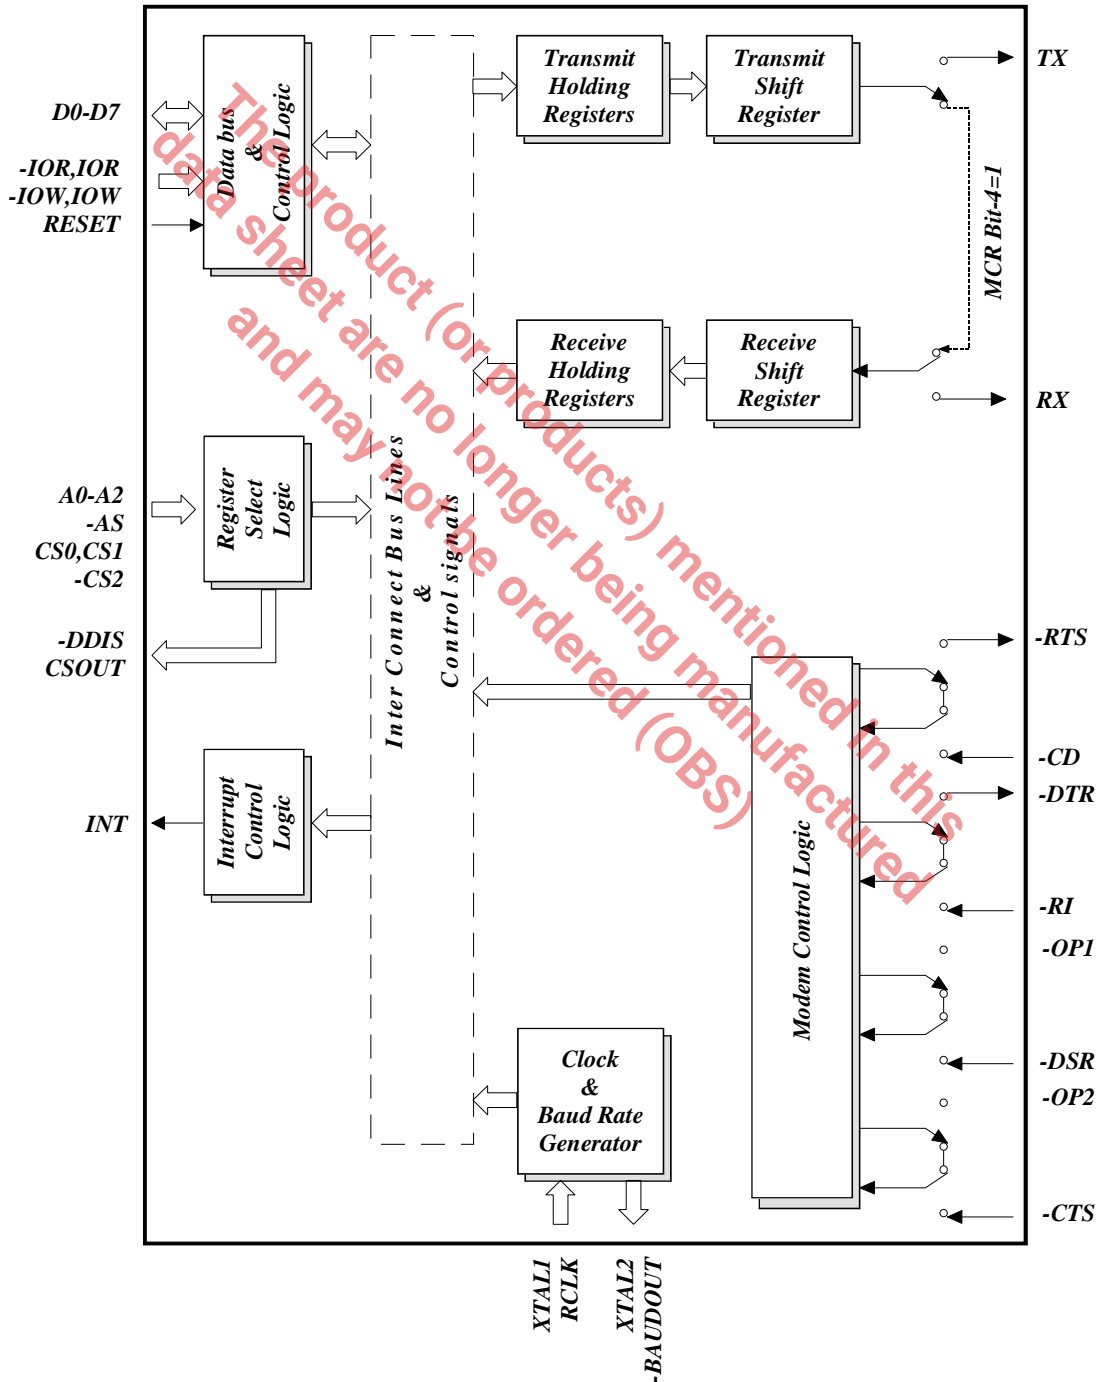 D0-D7
-IOR,IOR
-IOW,IOW
RESET
Data bus
&
Control Logic
A0-A2
-AS
CS0,CS1
-CS2
-DDIS
CSOUT
Register
Select
Logic
INT
Interrupt
Control
Logic
Inter Connect Bus Lines
&
Control signals
Transmit
Holding
Registers
Transmit
Shift
Register
TX
MCR Bit-4=1
Receive
Holding
Registers
Receive
Shift
Register
RX
Modem Control Logic
-RTS
-CD
-DTR
-RI
-OP1
-DSR
-OP2
-CTS
Clock
&
Baud Rate
Generator
XTAL1
RCLK
XTAL2
-BAUDOUT
The product (or products) mentioned in this
data sheet are no longer being manufactured
and may not be ordered (OBS)